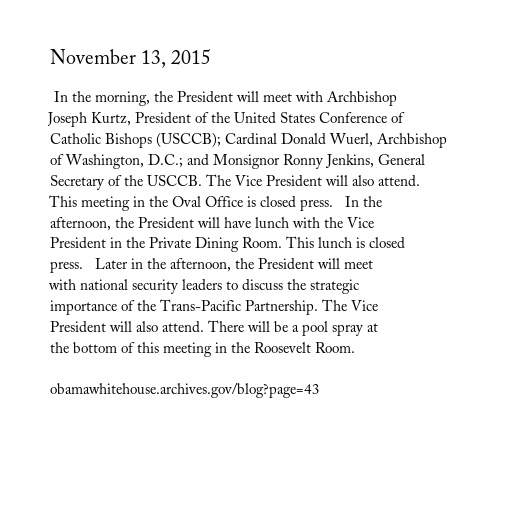 November 13, 2015
In the morning, the President will meet with Archbishop
Joseph Kurtz, President of the United States Conference of
Catholic Bishops (USCCB); Cardinal Donald Wuerl, Archbishop
of Washington, D.C.; and Monsignor Ronny Jenkins, General
Secretary of the USCCB. The Vice President will also attend.
This meeting in the Oval Office is closed press.   In the
afternoon, the President will have lunch with the Vice
President in the Private Dining Room. This lunch is closed
press.   Later in the afternoon, the President will meet
with national security leaders to discuss the strategic
importance of the Trans-Pacific Partnership. The Vice
President will also attend. There will be a pool spray at
the bottom of this meeting in the Roosevelt Room.
obamawhitehouse.archives.gov/blog?page=43